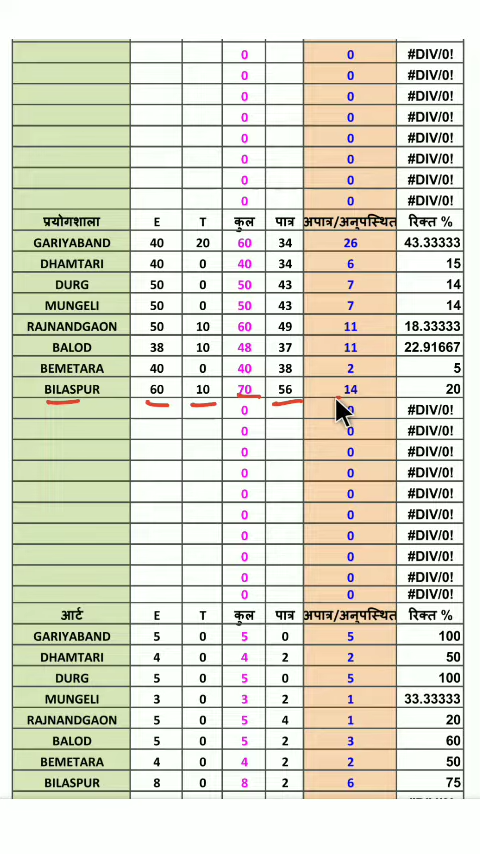 0 0 #DIV/0!
0 0 #DIV/0!
0 0 #DIV/0!
0 0 #DIV/0!
0 0 #DIV/0!
0 0 #DIV/0!
0 0 #DIV/0!
0 0 #DIV/0!
प्रयोगशाला E T कुल पात्र अपात्र/अनुपस्थित रिक्त %
GARIYABAND 40 20 60 34 26 43.33333
DHAMTARI 40 0 40 34 6 15
DURG 50 0 50 43 7 14
MUNGELI 50 0 50 43 7 14
RAJNANDGAON 50 10 60 49 11 18.33333
BALOD 38 10 48 37 11 22.91667
BEMETARA 40 0 40 38 2 5
BILASPUR 60 10 70 56 14 20
0 0 #DIV/0!
0 0 #DIV/0!
0 0 #DIV/0!
0 0 #DIV/0!
0 0 #DIV/0!
0 0 #DIV/0!
0 0 #DIV/0!
0 0 #DIV/0!
0 0 #DIV/0!
0 0 #DIV/0!
आर्ट E T कुल पात्र अपात्र/अनुपस्थित रिक्त %
GARIYABAND 5 0 5 0 5 100
DHAMTARI 4 0 4 2 2 50
DURG 5 0 5 0 5 100
MUNGELI 3 0 3 2 1 33.33333
RAJNANDGAON 5 0 5 4 1 20
BALOD 5 0 5 2 3 60
BEMETARA 4 0 4 2 2 50
BILASPUR 8 0 8 2 6 75